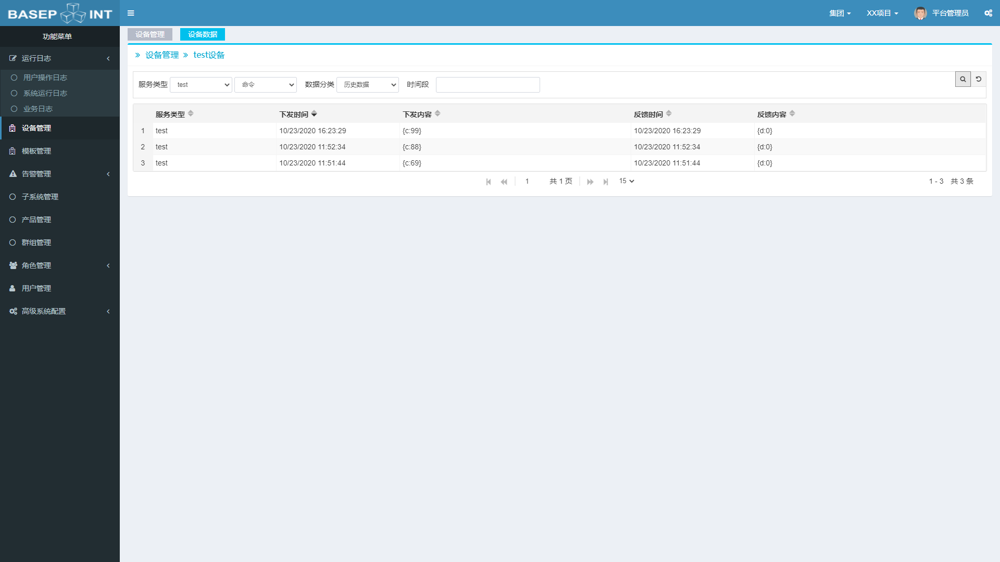 BASEP INT
集团 XX项目 平台管理员
功能菜单
运行日志
用户操作日志
系统运行日志
业务日志
设备管理
模板管理
告警管理
子系统管理
产品管理
群组管理
角色管理
用户管理
高级系统配置
设备管理 设备数据
» 设备管理 » test设备
服务类型 test 命令 数据分类 历史数据 时间段
服务类型 下发时间 下发内容 反馈时间 反馈内容
1 test 10/23/2020 16:23:29 {c:99} 10/23/2020 16:23:29 {d:0}
2 test 10/23/2020 11:52:34 {c:88} 10/23/2020 11:52:34 {d:0}
3 test 10/23/2020 11:51:44 {c:69} 10/23/2020 11:51:44 {d:0}
1 共 1 页 15 1 - 3 共 3 条